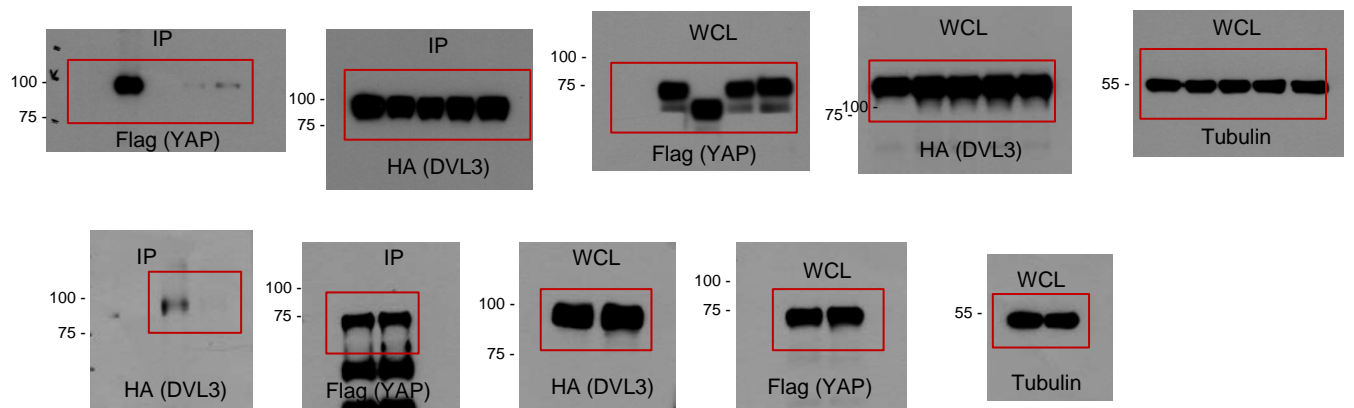 IP
100 -
75 -
Flag (YAP)
IP
100 -
75 -
HA (DVL3)
WCL
100 -
75 -
Flag (YAP)
WCL
100 -
75 -
HA (DVL3)
WCL
55 -
Tubulin
IP
100 -
75 -
HA (DVL3)
IP
100 -
75 -
Flag (YAP)
WCL
100 -
75 -
HA (DVL3)
WCL
100 -
75 -
Flag (YAP)
WCL
55 -
Tubulin